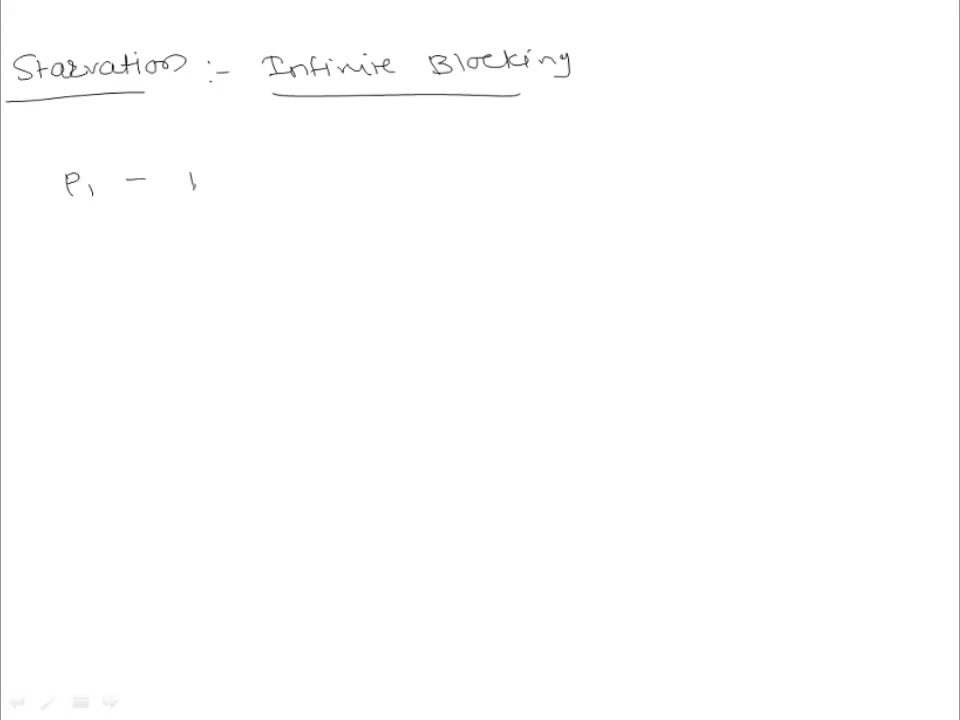 Starvation :- Infinite Blocking
P1 - 1